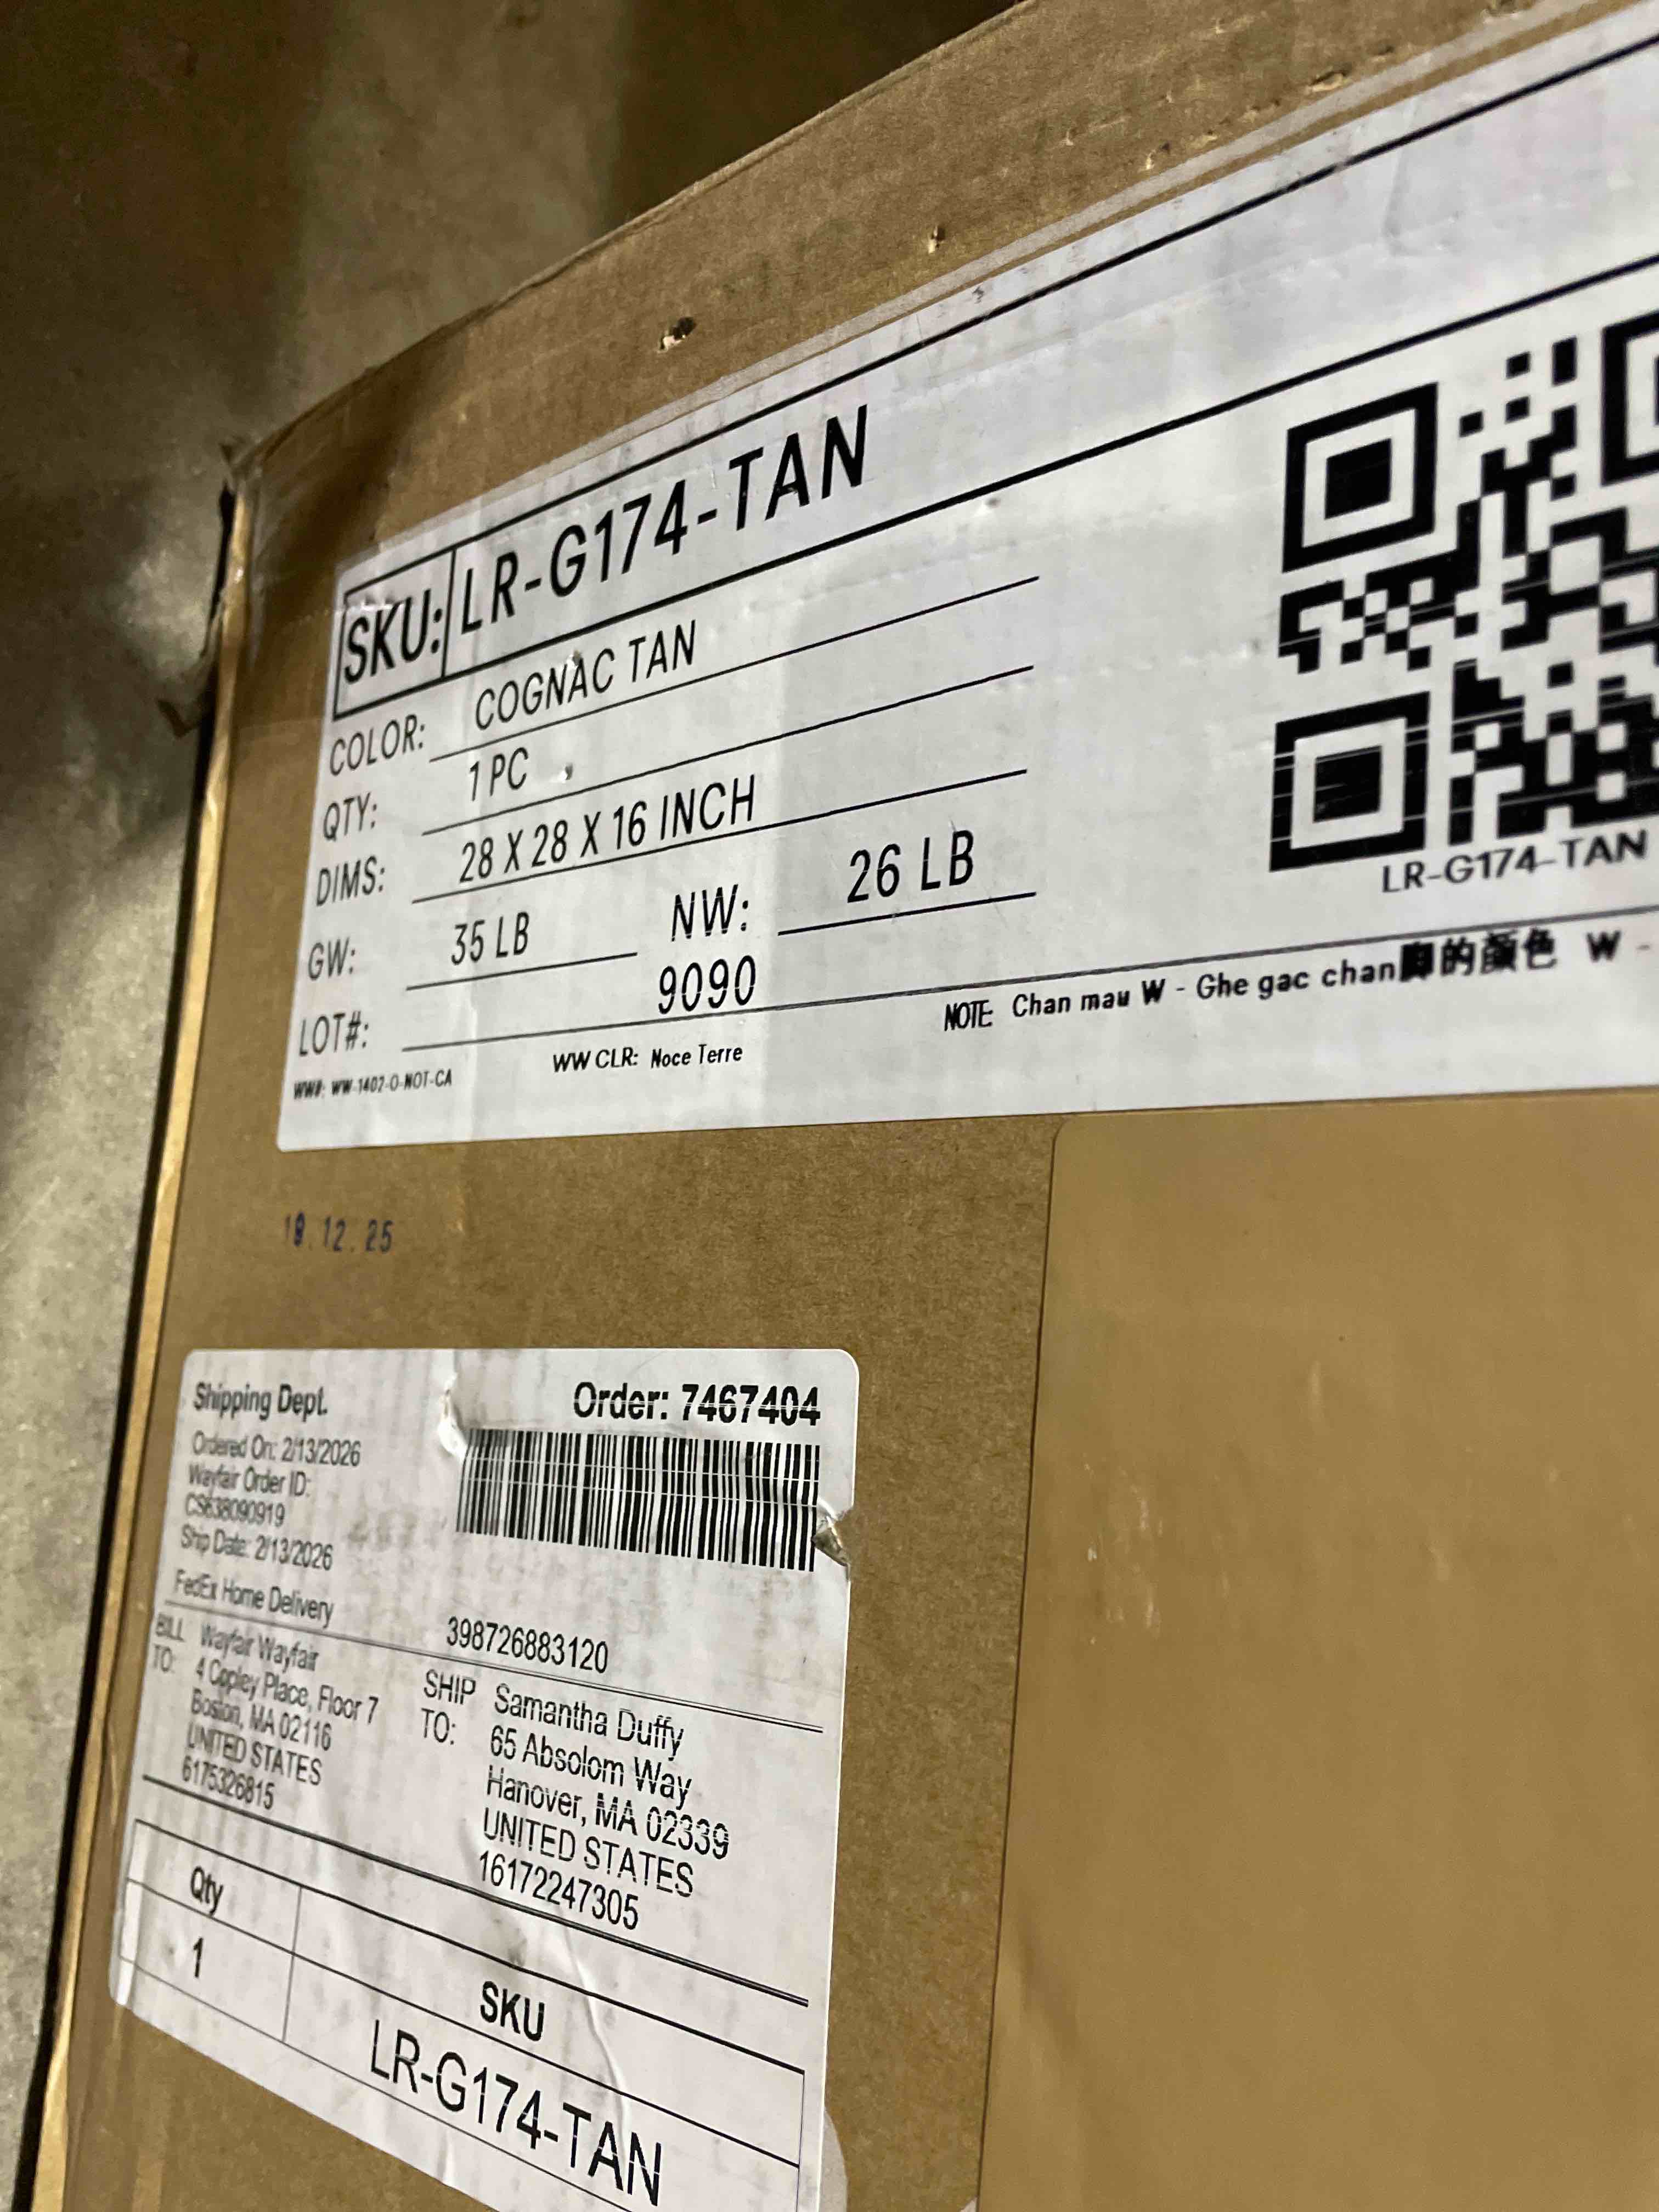 SKU: LR-G174-TAN
COLOR: COGNAC TAN
QTY: 1 PC
DIMS: 28 X 28 X 16 INCH
GW: 35 LB NW: 26 LB
LOT#: 9090
WW#: WW-1402-O-NOT-CA WW CLR: Noce Terre
NOTE: Chan mau W - Ghe gac chan腳的顏色 W -
LR-G174-TAN
19.12.25
Shipping Dept.
Order: 7467404
Ordered On: 2/13/2026
Wayfair Order ID:
CS638090919
Ship Date: 2/13/2026
FedEx Home Delivery
398726883120
BILL TO: Wayfair Wayfair
4 Copley Place, Floor 7
Boston, MA 02116
UNITED STATES
6175326815
SHIP TO: Samantha Duffy
65 Absolom Way
Hanover, MA 02339
UNITED STATES
16172247305
Qty SKU
1 LR-G174-TAN